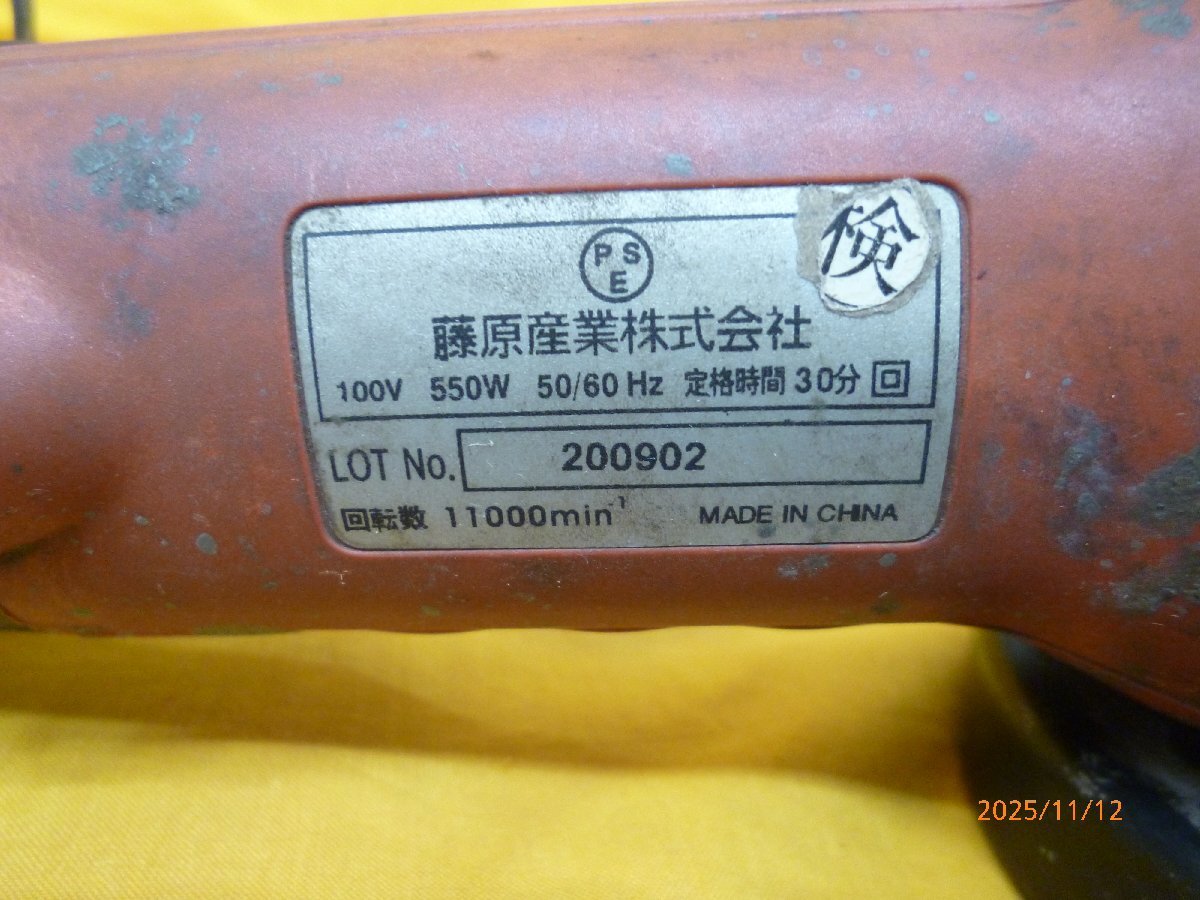 PSE
検
藤原産業株式会社
100V 550W 50/60 Hz 定格時間 30分
LOT No. 200902
回転数 11000min⁻¹ MADE IN CHINA
2025/11/12